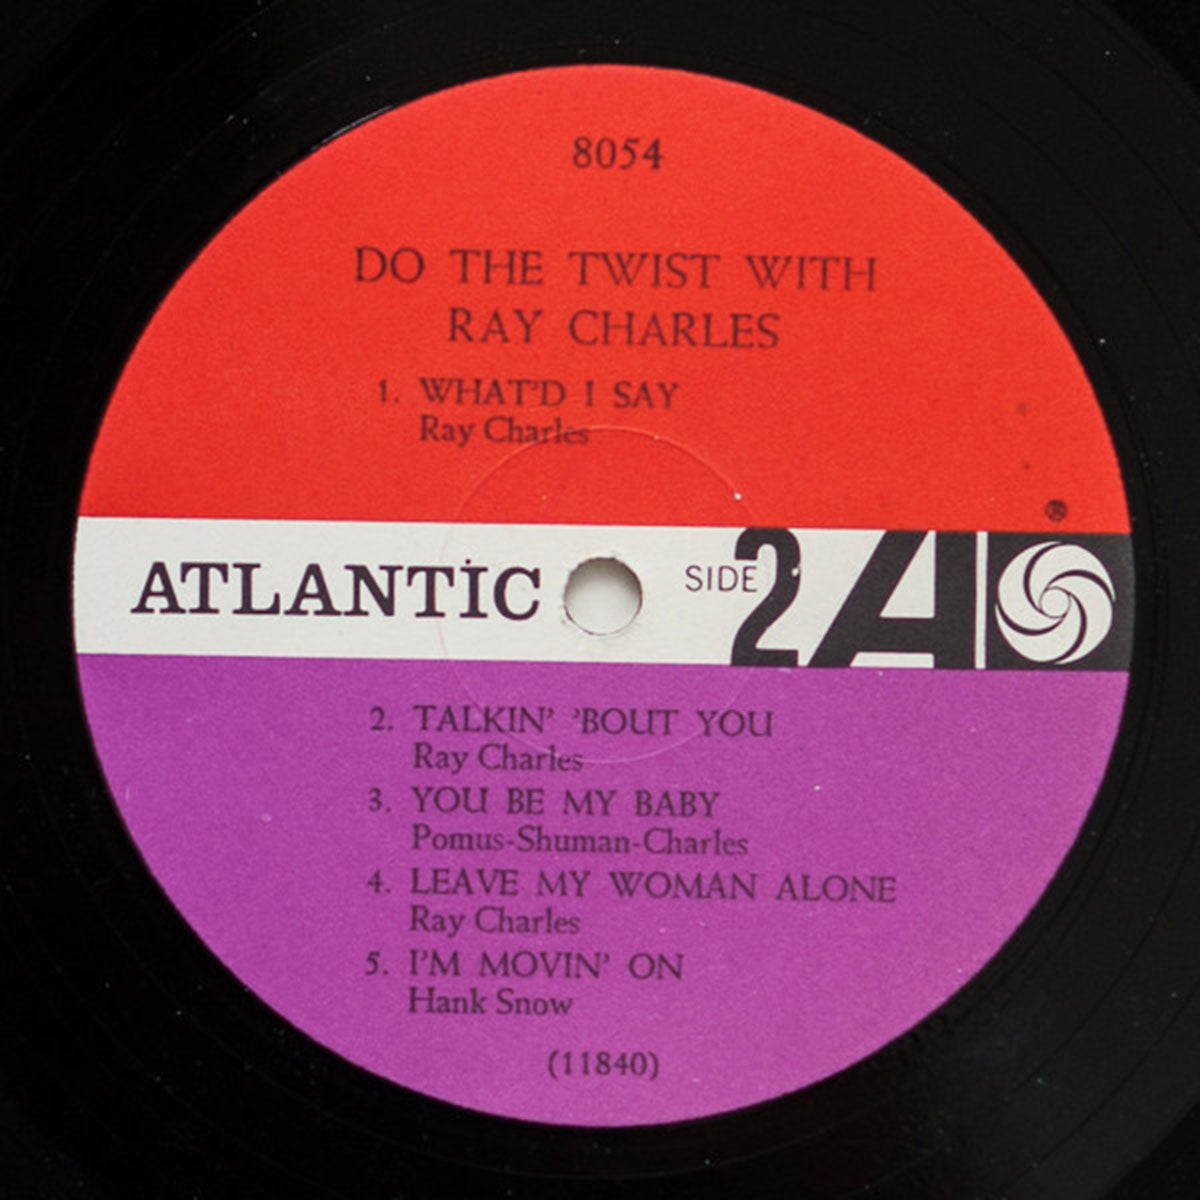 8054
DO THE TWIST WITH
RAY CHARLES
1. WHAT'D I SAY
Ray Charles
®
ATLANTIC SIDE 2 A
2. TALKIN' 'BOUT YOU
Ray Charles
3. YOU BE MY BABY
Pomus-Shuman-Charles
4. LEAVE MY WOMAN ALONE
Ray Charles
5. I'M MOVIN' ON
Hank Snow
(11840)